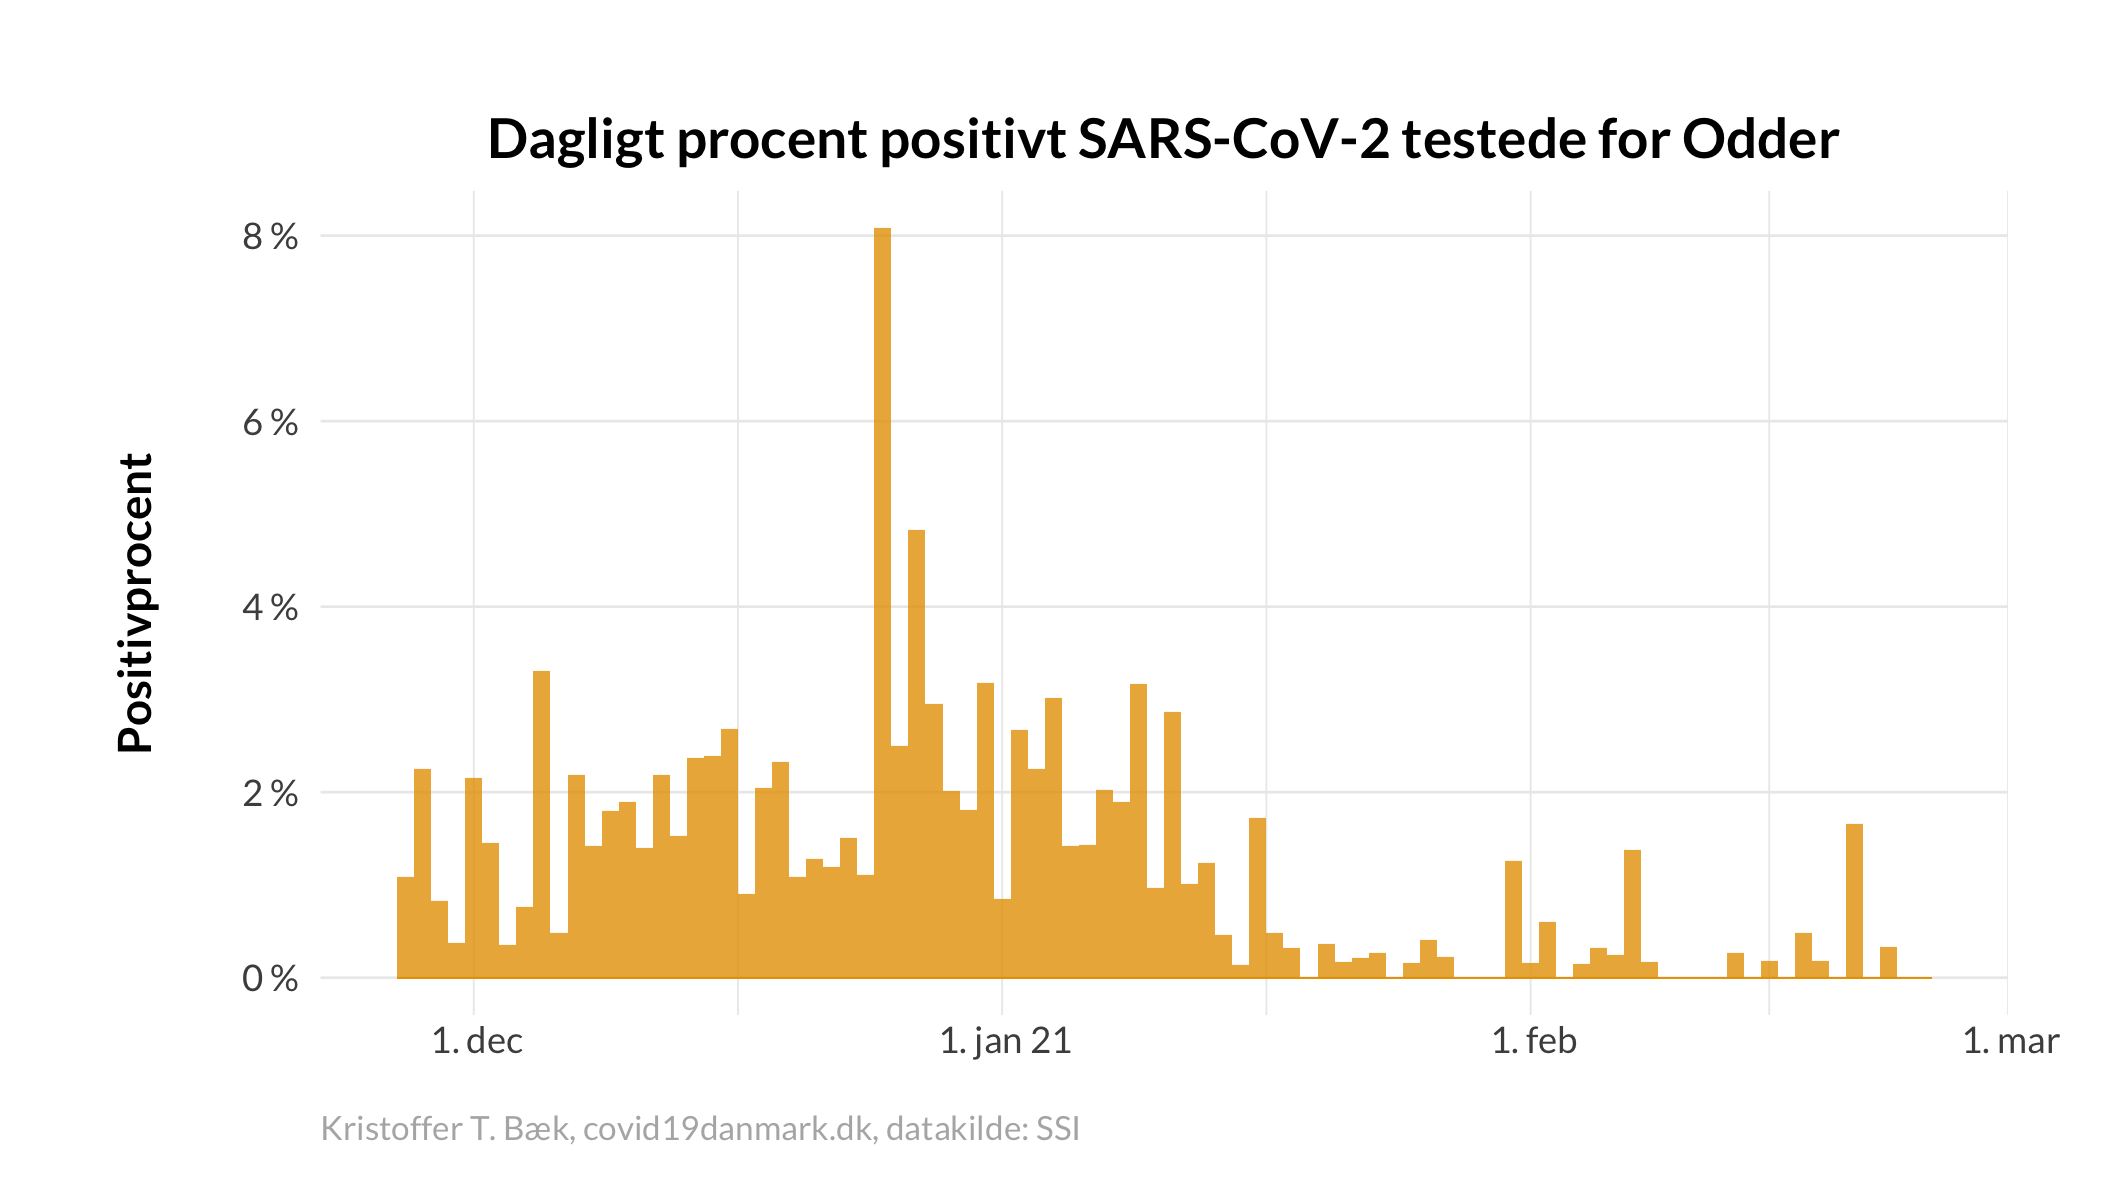 Dagligt procent positivt SARS-CoV-2 testede for Odder
Positivprocent
8 %
6 %
4 %
2 %
0 %
1. dec
1. jan 21
1. feb
1. mar
Kristoffer T. Bæk, covid19danmark.dk, datakilde: SSI